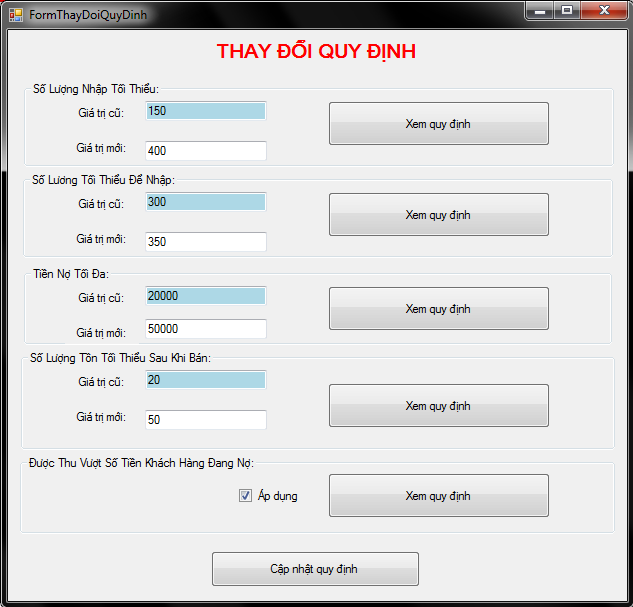 FormThayDoiQuyDinh
THAY ĐỔI QUY ĐỊNH
Số Lượng Nhập Tối Thiểu:
Giá trị cũ: 150
Xem quy định
Giá trị mới: 400
Số Lương Tối Thiểu Để Nhập:
Giá trị cũ: 300
Xem quy định
Giá trị mới: 350
Tiền Nợ Tối Đa:
Giá trị cũ: 20000
Xem quy định
Giá trị mới: 50000
Số Lượng Tồn Tối Thiểu Sau Khi Bán:
Giá trị cũ: 20
Xem quy định
Giá trị mới: 50
Được Thu Vượt Số Tiền Khách Hàng Đang Nợ:
Áp dụng
Xem quy định
Cập nhật quy định